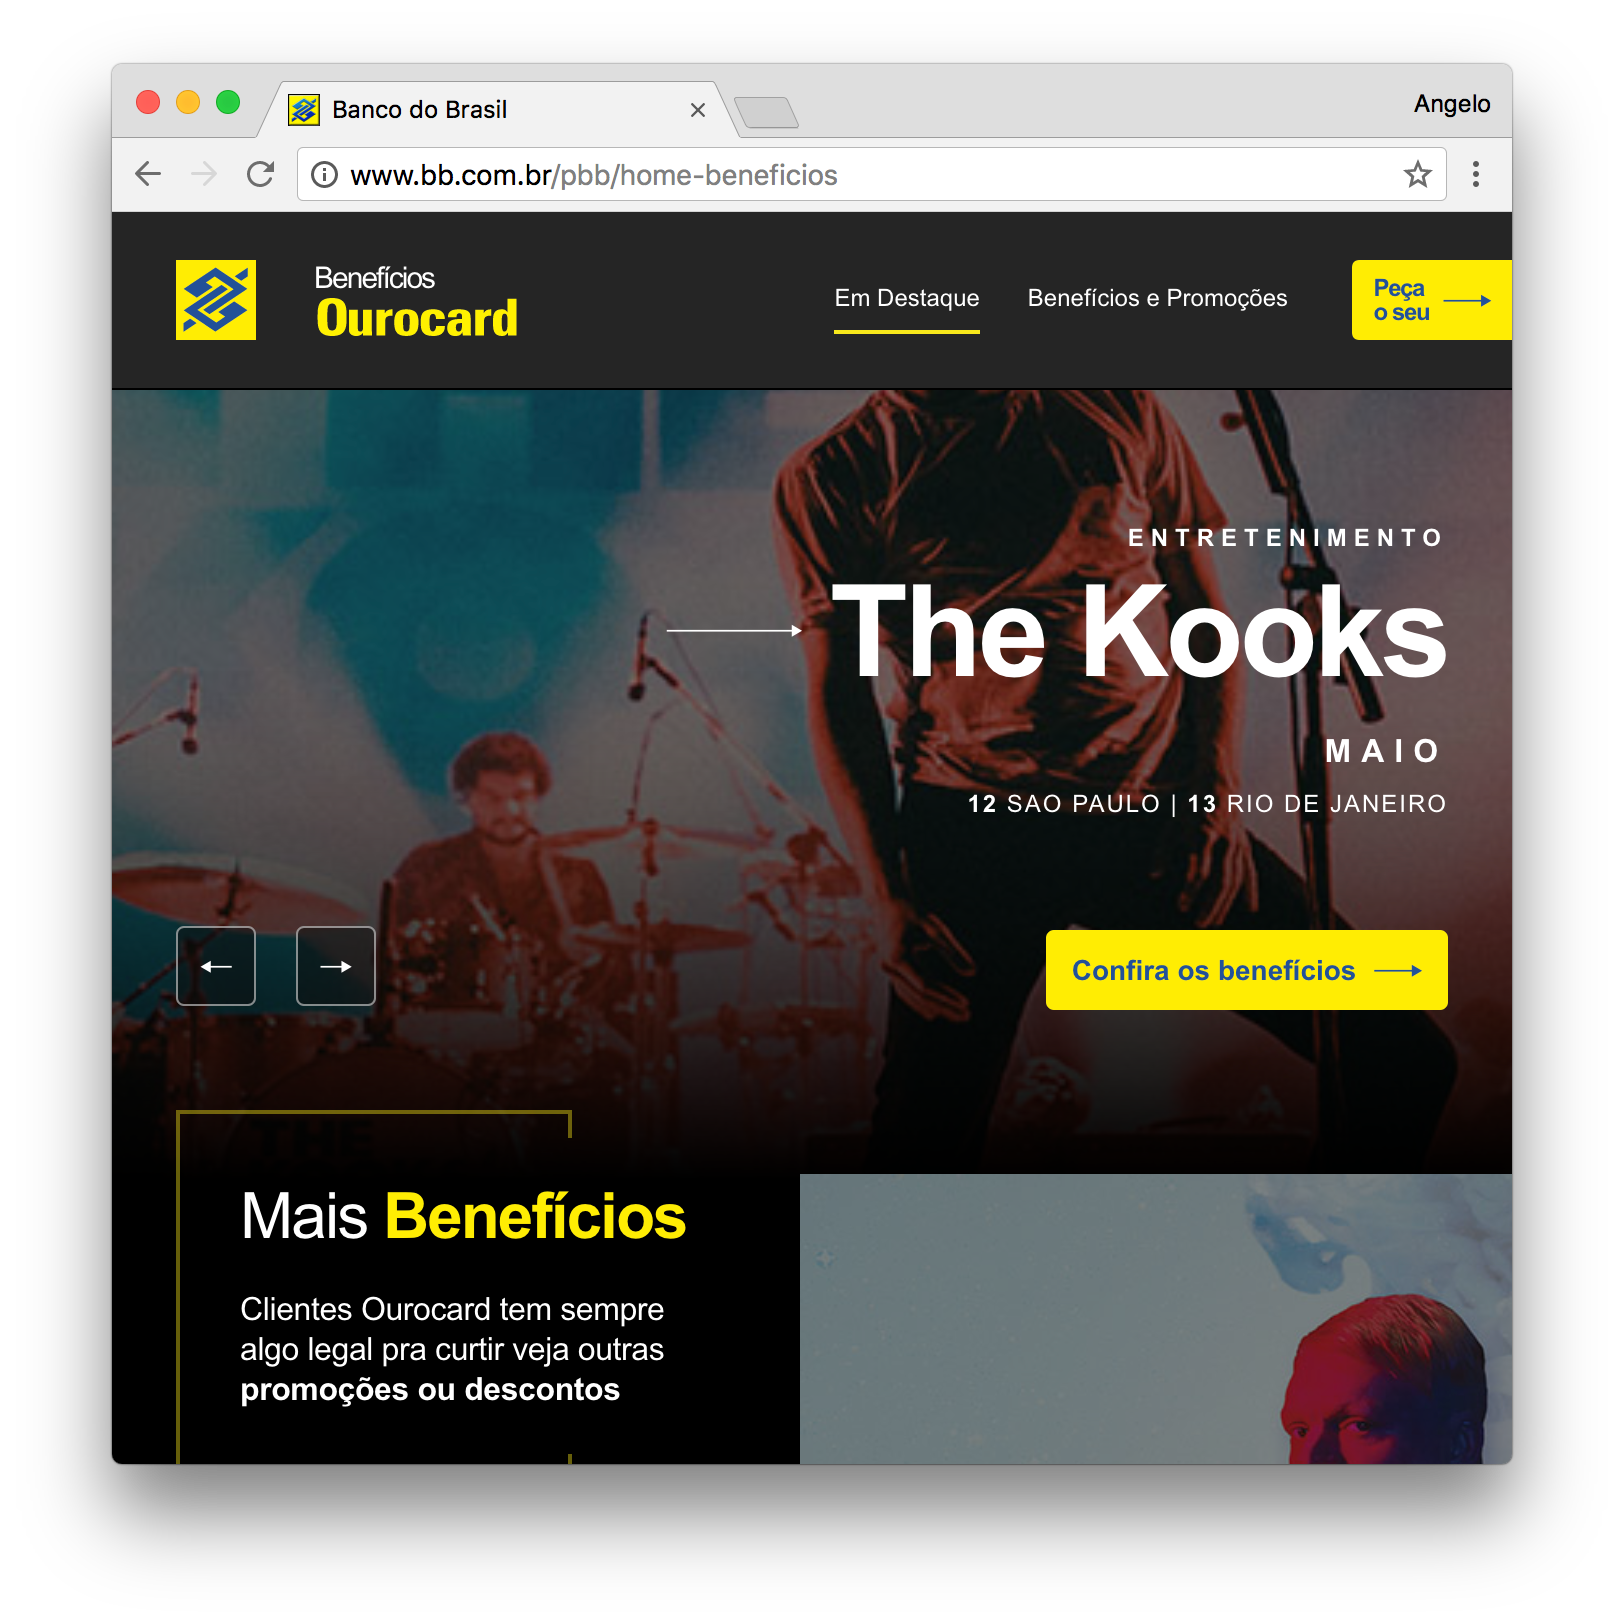 Banco do Brasil
Angelo
www.bb.com.br/pbb/home-beneficios
Benefícios
Ourocard
Em Destaque
Benefícios e Promoções
Peça
o seu
ENTRETENIMENTO
The Kooks
MAIO
12 SAO PAULO | 13 RIO DE JANEIRO
Confira os benefícios
THE
Mais Benefícios
Clientes Ourocard tem sempre
algo legal pra curtir veja outras
promoções ou descontos